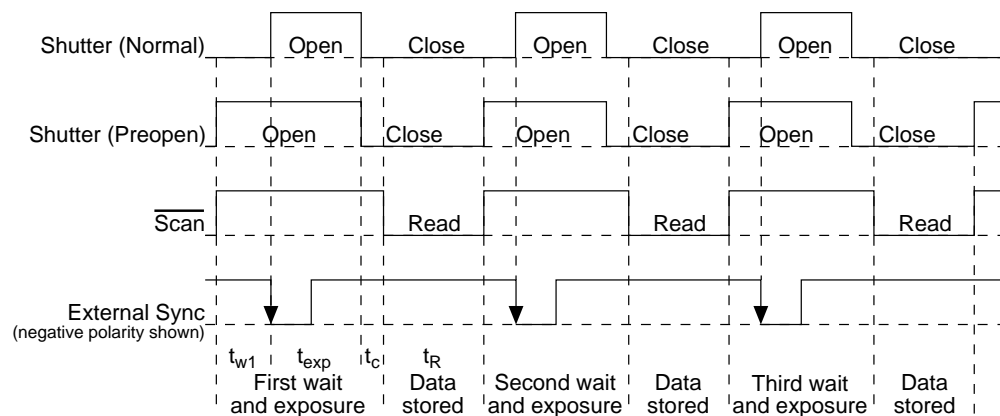 Shutter (Normal) Open Close Open Close Open Close
Shutter (Preopen) Open Close Open Close Open Close
Scan Read Read Read
External Sync
(negative polarity shown)
tw1 texp tc tR
First wait and exposure
Data stored
Second wait and exposure
Data stored
Third wait and exposure
Data stored